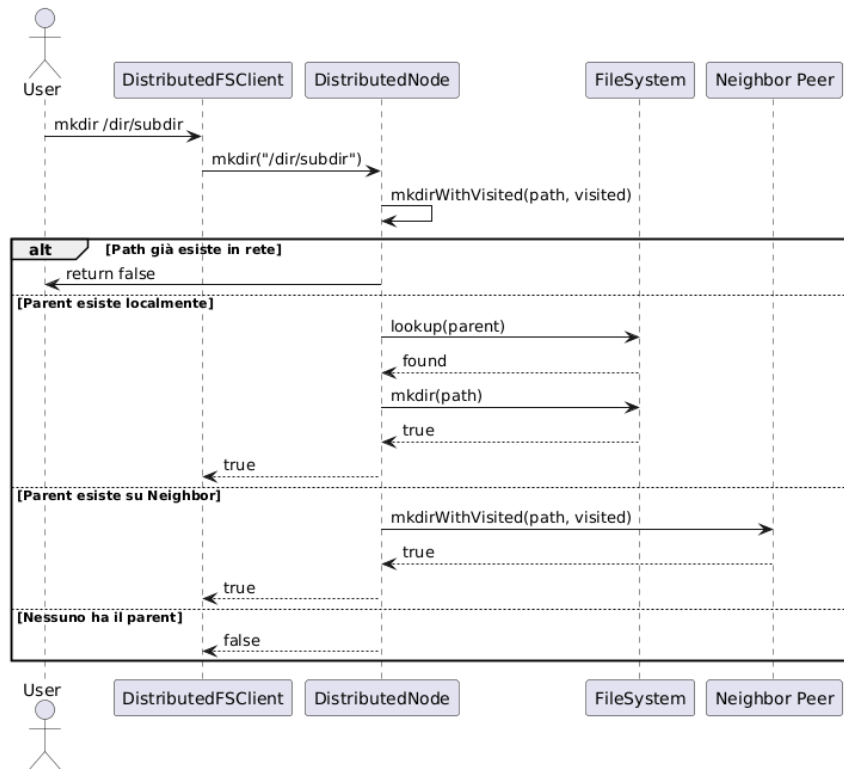 User
DistributedFSClient
DistributedNode
FileSystem
Neighbor Peer
mkdir /dir/subdir
mkdir("/dir/subdir")
mkdirWithVisited(path, visited)
alt
[Path già esiste in rete]
return false
[Parent esiste localmente]
lookup(parent)
found
mkdir(path)
true
true
[Parent esiste su Neighbor]
mkdirWithVisited(path, visited)
true
true
[Nessuno ha il parent]
false
User
DistributedFSClient
DistributedNode
FileSystem
Neighbor Peer